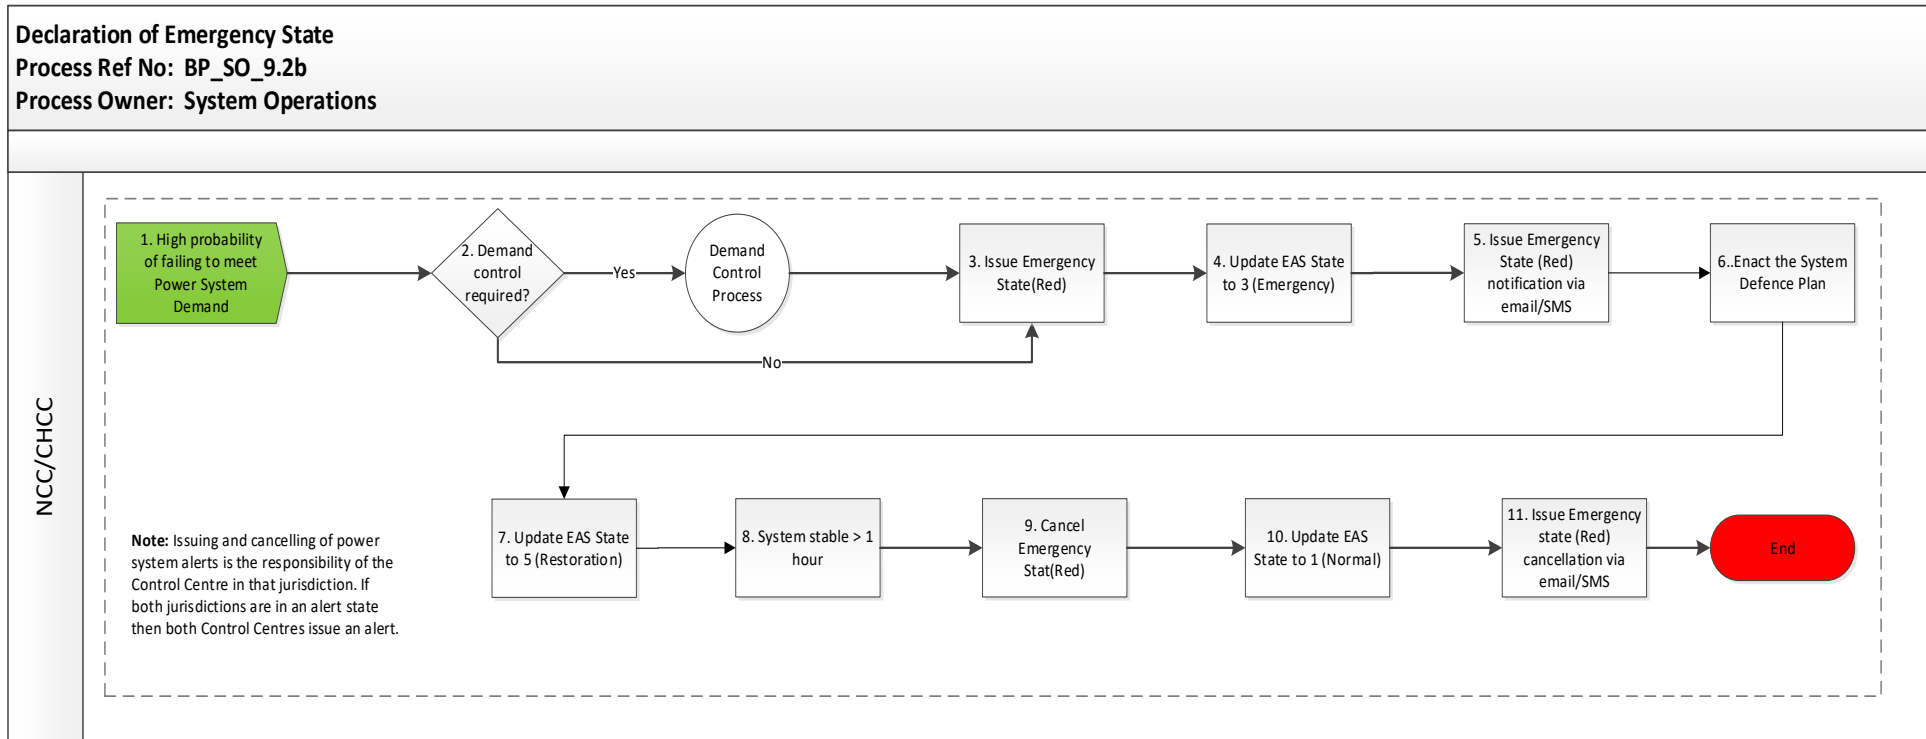 Declaration of Emergency State
Process Ref No: BP_SO_9.2b
Process Owner: System Operations
NCC/CHCC
1. High probability
of failing to meet
Power System
Demand
2. Demand
control
required?
Yes
No
Demand
Control
Process
3. Issue Emergency
State(Red)
4. Update EAS State
to 3 (Emergency)
5. Issue Emergency
State (Red)
notification via
email/SMS
6..Enact the System
Defence Plan
7. Update EAS State
to 5 (Restoration)
8. System stable > 1
hour
9. Cancel
Emergency
Stat(Red)
10. Update EAS
State to 1 (Normal)
11. Issue Emergency
state (Red)
cancellation via
email/SMS
End
Note: Issuing and cancelling of power
system alerts is the responsibility of the
Control Centre in that jurisdiction. If
both jurisdictions are in an alert state
then both Control Centres issue an alert.